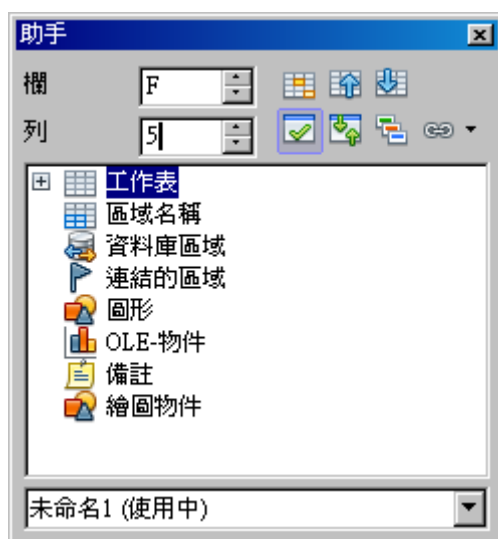 助手
欄 F
列 5
工作表
區域名稱
資料庫區域
連結的區域
圖形
OLE-物件
備註
繪圖物件
未命名1 (使用中)